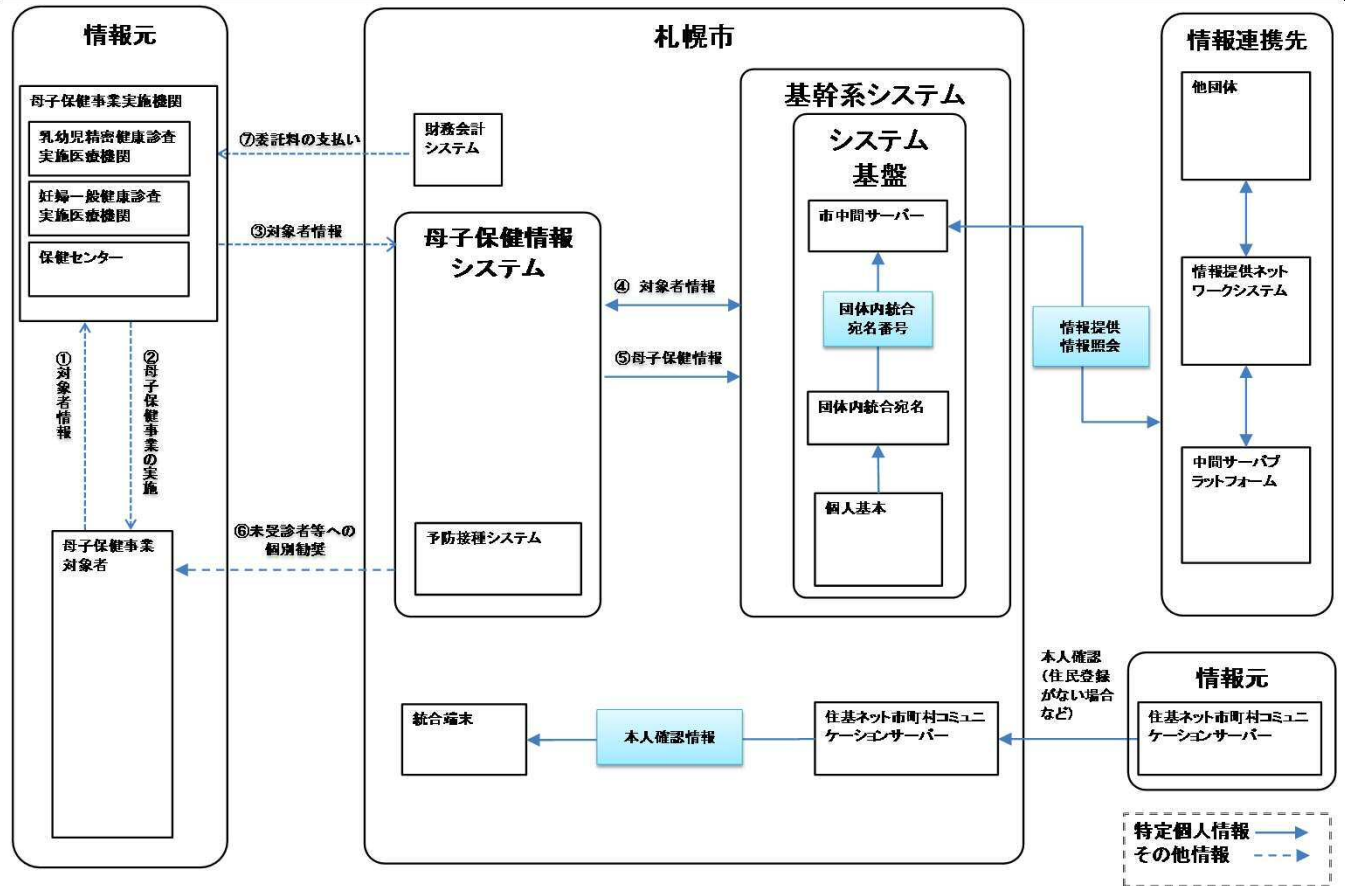 情報元
母子保健事業実施機関
乳幼児精密健康診査
実施医療機関
妊婦一般健康診査
実施医療機関
保健センター
①対象者情報
②母子保健事業の実施
母子保健事業
対象者
⑦委託料の支払い
③対象者情報
⑥未受診者等への
個別勧奨
札幌市
財務会計
システム
母子保健情報
システム
予防接種システム
④ 対象者情報
⑤母子保健情報
基幹系システム
システム
基盤
市中間サーバー
団体内統合
宛名番号
団体内統合宛名
個人基本
情報提供
情報照会
情報連携先
他団体
情報提供ネット
ワークシステム
中間サーバプ
ラットフォーム
統合端末
本人確認情報
住基ネット市町村コミュニ
ケーションサーバー
本人確認
（住民登録
がない場合
など）
情報元
住基ネット市町村コミュニ
ケーションサーバー
特定個人情報
その他情報